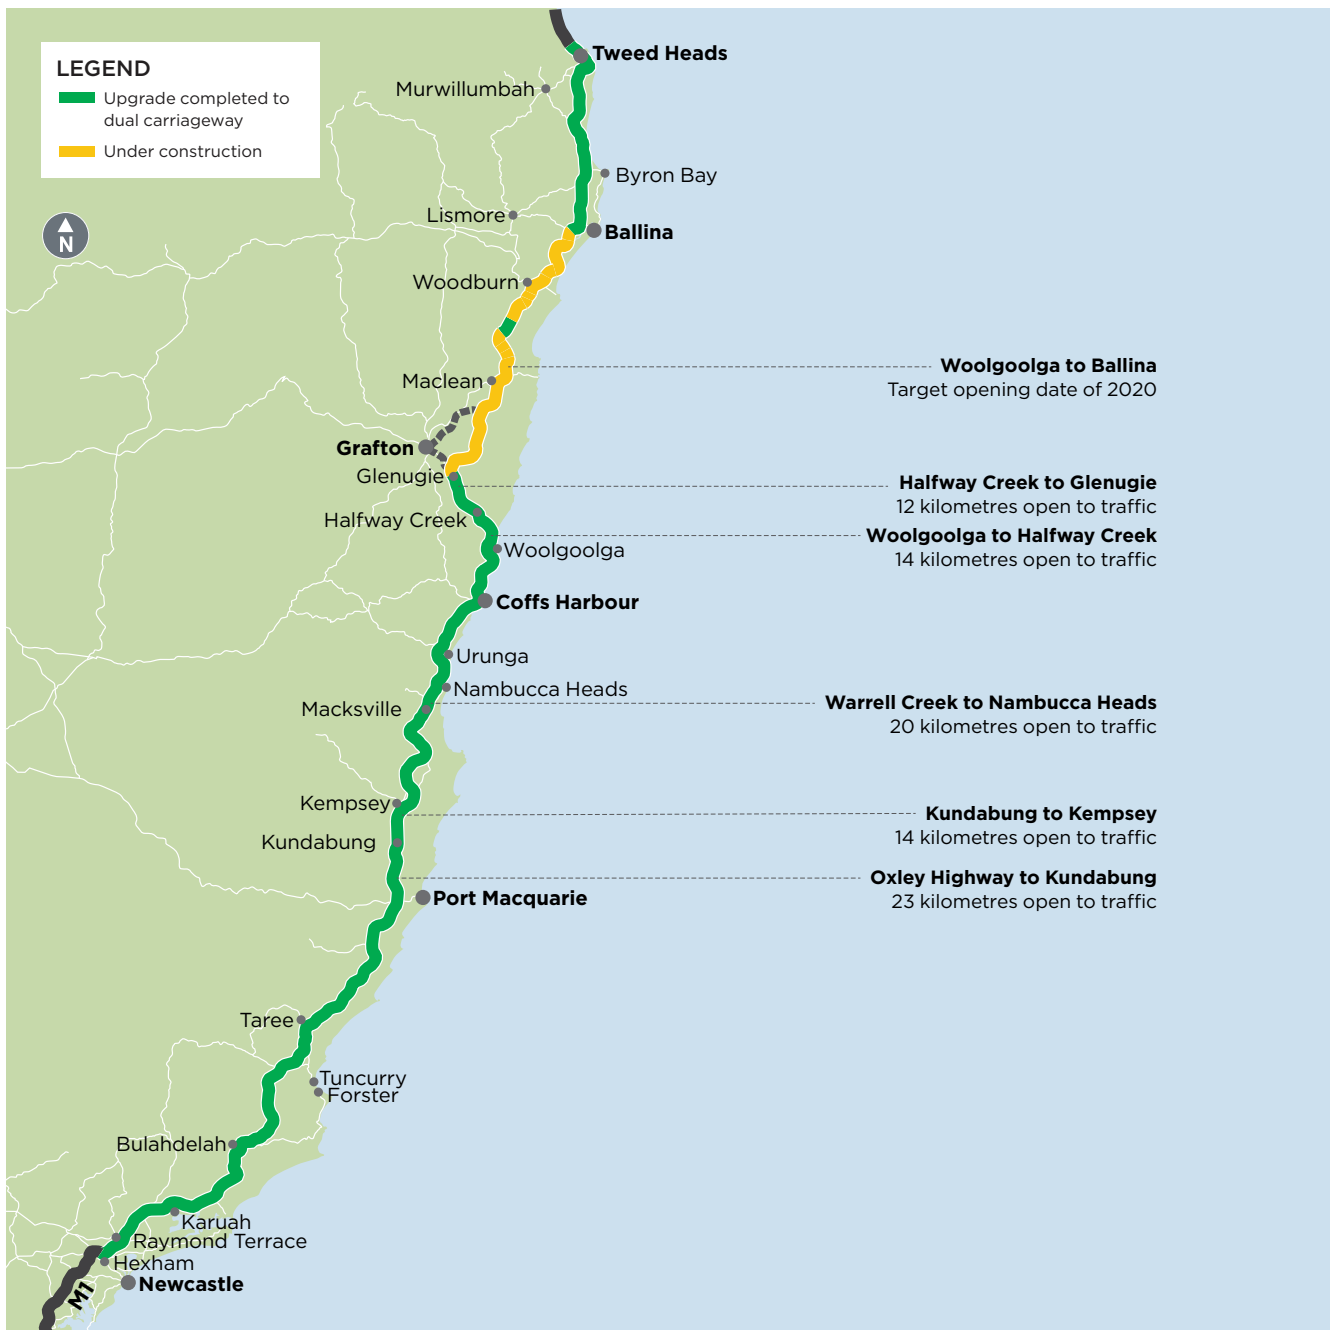 LEGEND
Upgrade completed to
dual carriageway
Under construction
N
Tweed Heads
Murwillumbah
Byron Bay
Lismore
Ballina
Woodburn
Woolgoolga to Ballina
Target opening date of 2020
Maclean
Grafton
Glenugie
Halfway Creek to Glenugie
12 kilometres open to traffic
Halfway Creek
Woolgoolga to Halfway Creek
14 kilometres open to traffic
Woolgoolga
Coffs Harbour
Urunga
Nambucca Heads
Macksville
Warrell Creek to Nambucca Heads
20 kilometres open to traffic
Kempsey
Kundabung to Kempsey
14 kilometres open to traffic
Kundabung
Oxley Highway to Kundabung
23 kilometres open to traffic
Port Macquarie
Taree
Tuncurry
Forster
Bulahdelah
Karuah
Raymond Terrace
Hexham
Newcastle
M1